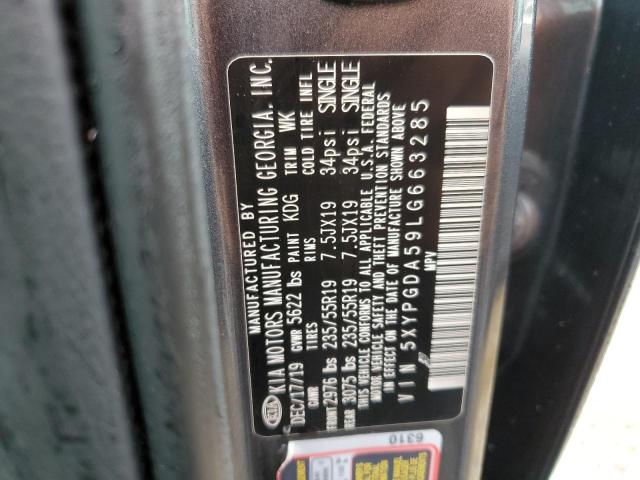 MANUFACTURED BY
KIA KIA MOTORS MANUFACTURING GEORGIA, INC.
DEC/17/19 GVWR 5622 lbs PAINT KDG TRIM WK
GAWR TIRES RIMS COLD TIRE INFL
FRONT 2976 lbs 235/55R19 7.5JX19 34psi SINGLE
REAR 3075 lbs 235/55R19 7.5JX19 34psi SINGLE
THIS VEHICLE CONFORMS TO ALL APPLICABLE U.S.A. FEDERAL
MOTOR VEHICLE SAFETY AND THEFT PREVENTION STANDARDS
IN EFFECT ON THE DATE OF MANUFACTURE SHOWN ABOVE
VIN 5XYPGDA59LG663285
MPV
6310